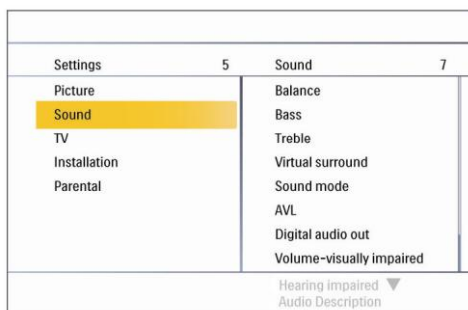 Settings 5
Picture
Sound
TV
Installation
Parental
Sound 7
Balance
Bass
Treble
Virtual surround
Sound mode
AVL
Digital audio out
Volume-visually impaired
Hearing impaired
Audio Description